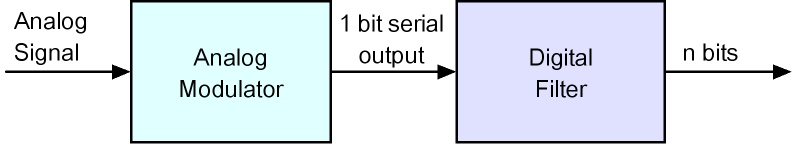 Analog
Signal
Analog
Modulator
1 bit serial
output
Digital
Filter
n bits